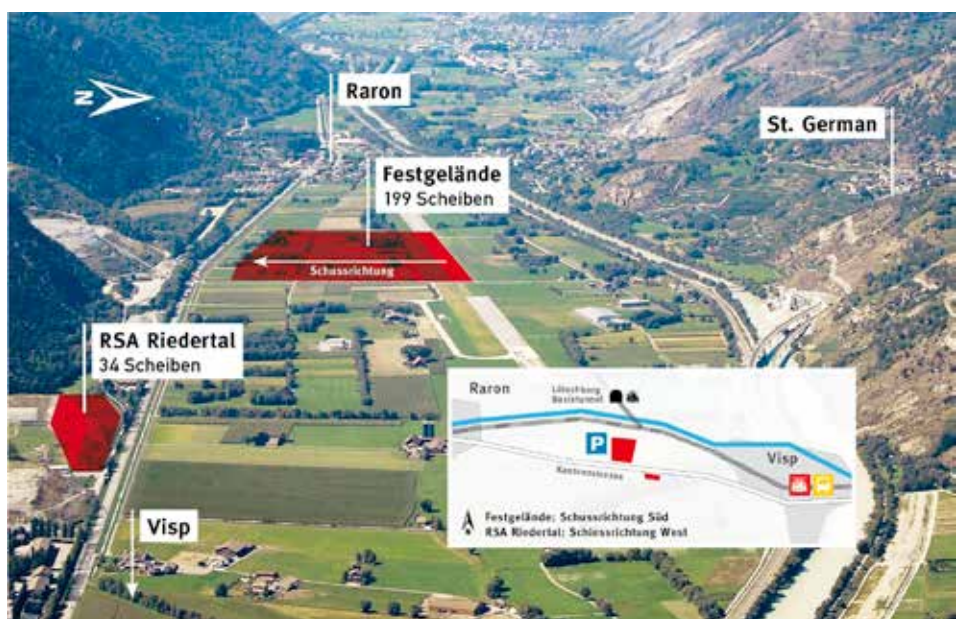 N
Raron
St. German
Festgelände
199 Scheiben
Schussrichtung
RSA Riedertal
34 Scheiben
Visp
Raron
Lötschberg
Basistunnel
P
Visp
Kantonsstrasse
Festgelände: Schussrichtung Süd
RSA Riedertal: Schiessrichtung West